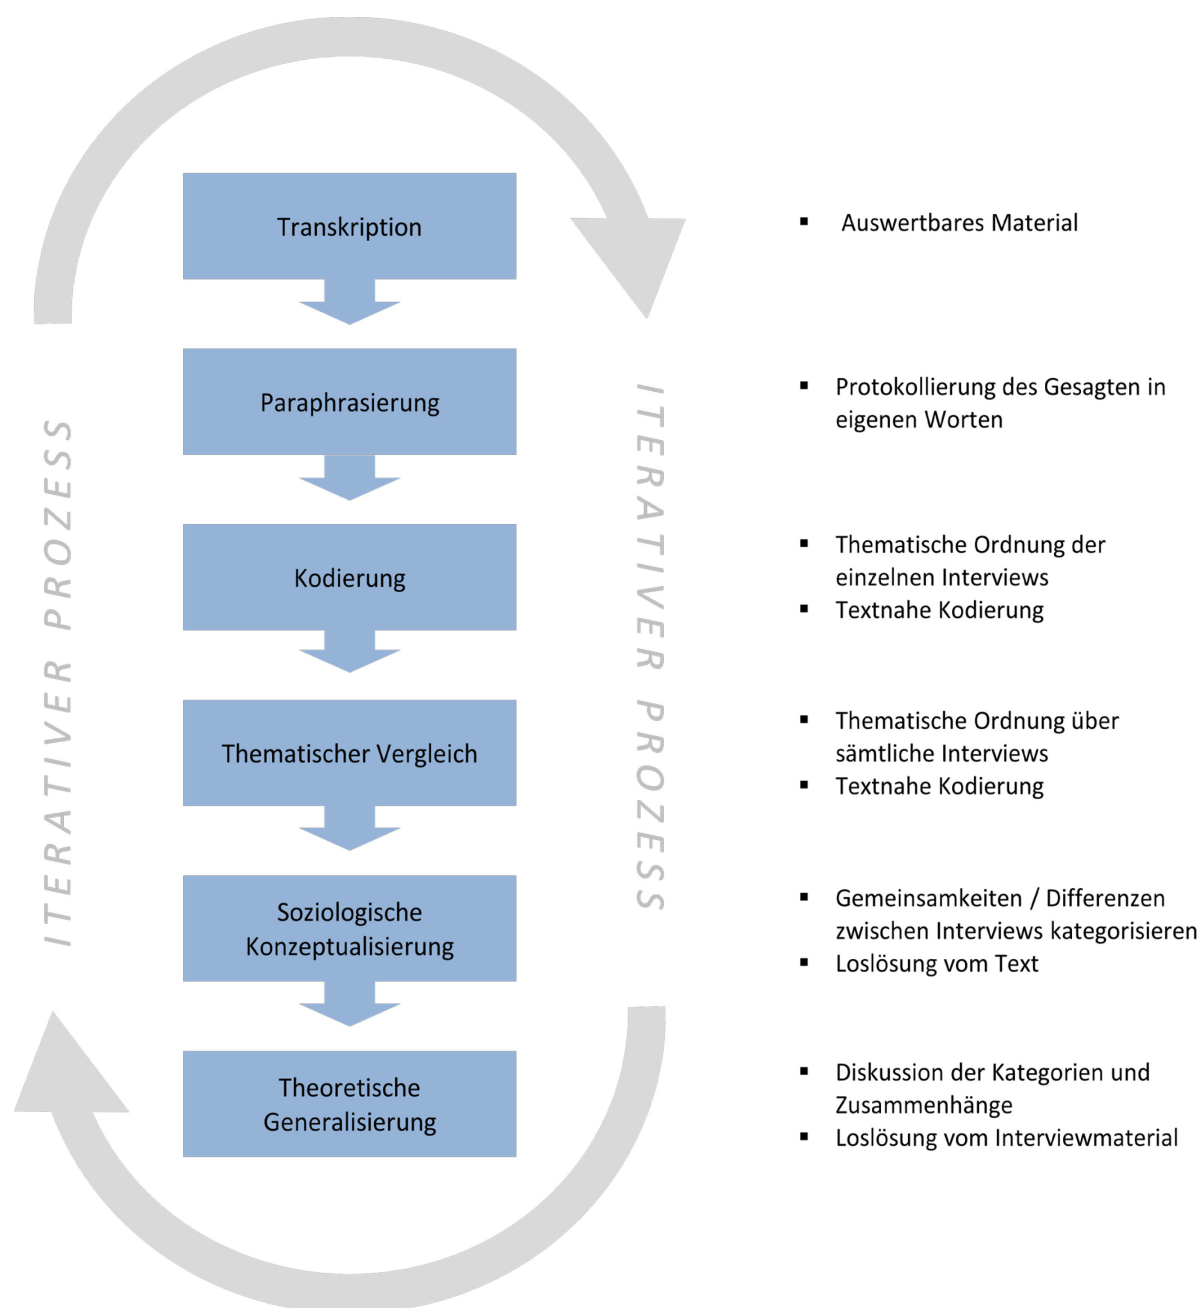 Transkription
▪ Auswertbares Material
Paraphrasierung
▪ Protokollierung des Gesagten in
eigenen Worten
Kodierung
▪ Thematische Ordnung der
einzelnen Interviews
▪ Textnahe Kodierung
Thematischer Vergleich
▪ Thematische Ordnung über
sämtliche Interviews
▪ Textnahe Kodierung
Soziologische
Konzeptualisierung
▪ Gemeinsamkeiten / Differenzen
zwischen Interviews kategorisieren
▪ Loslösung vom Text
Theoretische
Generalisierung
▪ Diskussion der Kategorien und
Zusammenhänge
▪ Loslösung vom Interviewmaterial
ITERATIVER PROZESS
ITERATIVER PROZESS